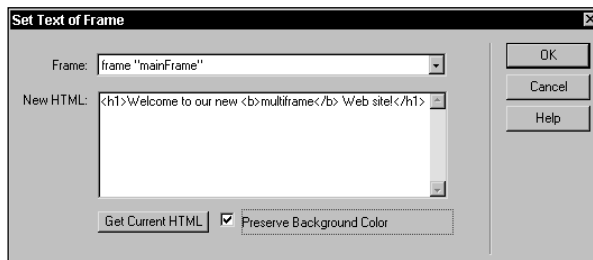 Set Text of Frame
Frame: frame "mainFrame"
OK
Cancel
Help
New HTML: <h1>Welcome to our new <b>multiframe</b> Web site!</h1>
Get Current HTML Preserve Background Color